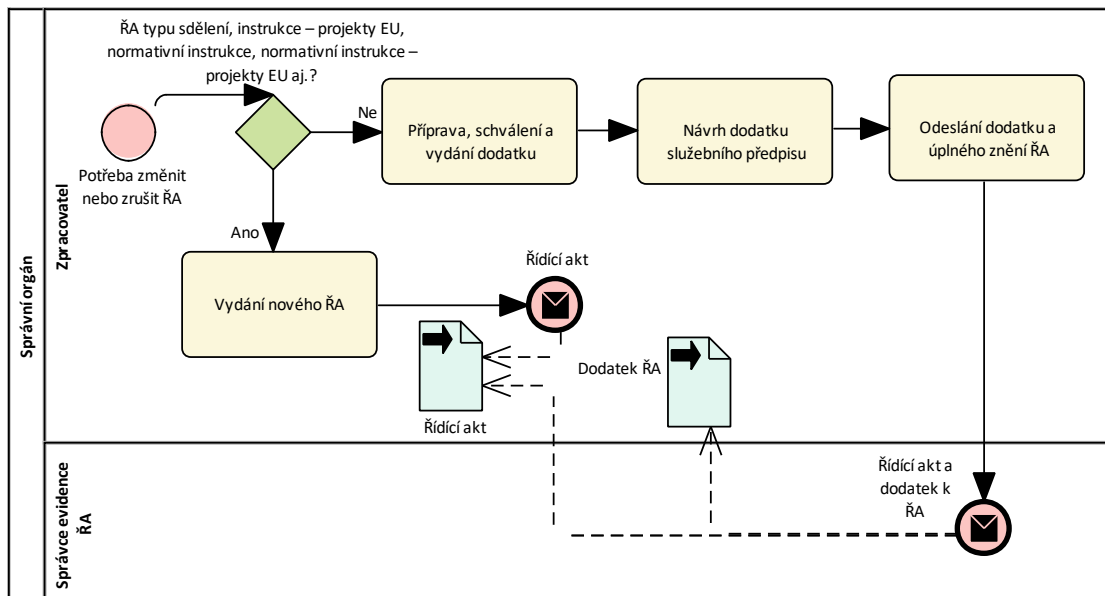 ŘA typu sdělení, instrukce – projekty EU,
normativní instrukce, normativní instrukce –
projekty EU aj.?
Ne
Příprava, schválení a
vydání dodatku
Návrh dodatku
služebního předpisu
Odeslání dodatku a
úplného znění ŘA
Potřeba změnit
nebo zrušit ŘA
Ano
Vydání nového ŘA
Řídící akt
Dodatek ŘA
Řídící akt
Správní orgán
Zpracovatel
Správce evidence
ŘA
Řídící akt a
dodatek k
ŘA